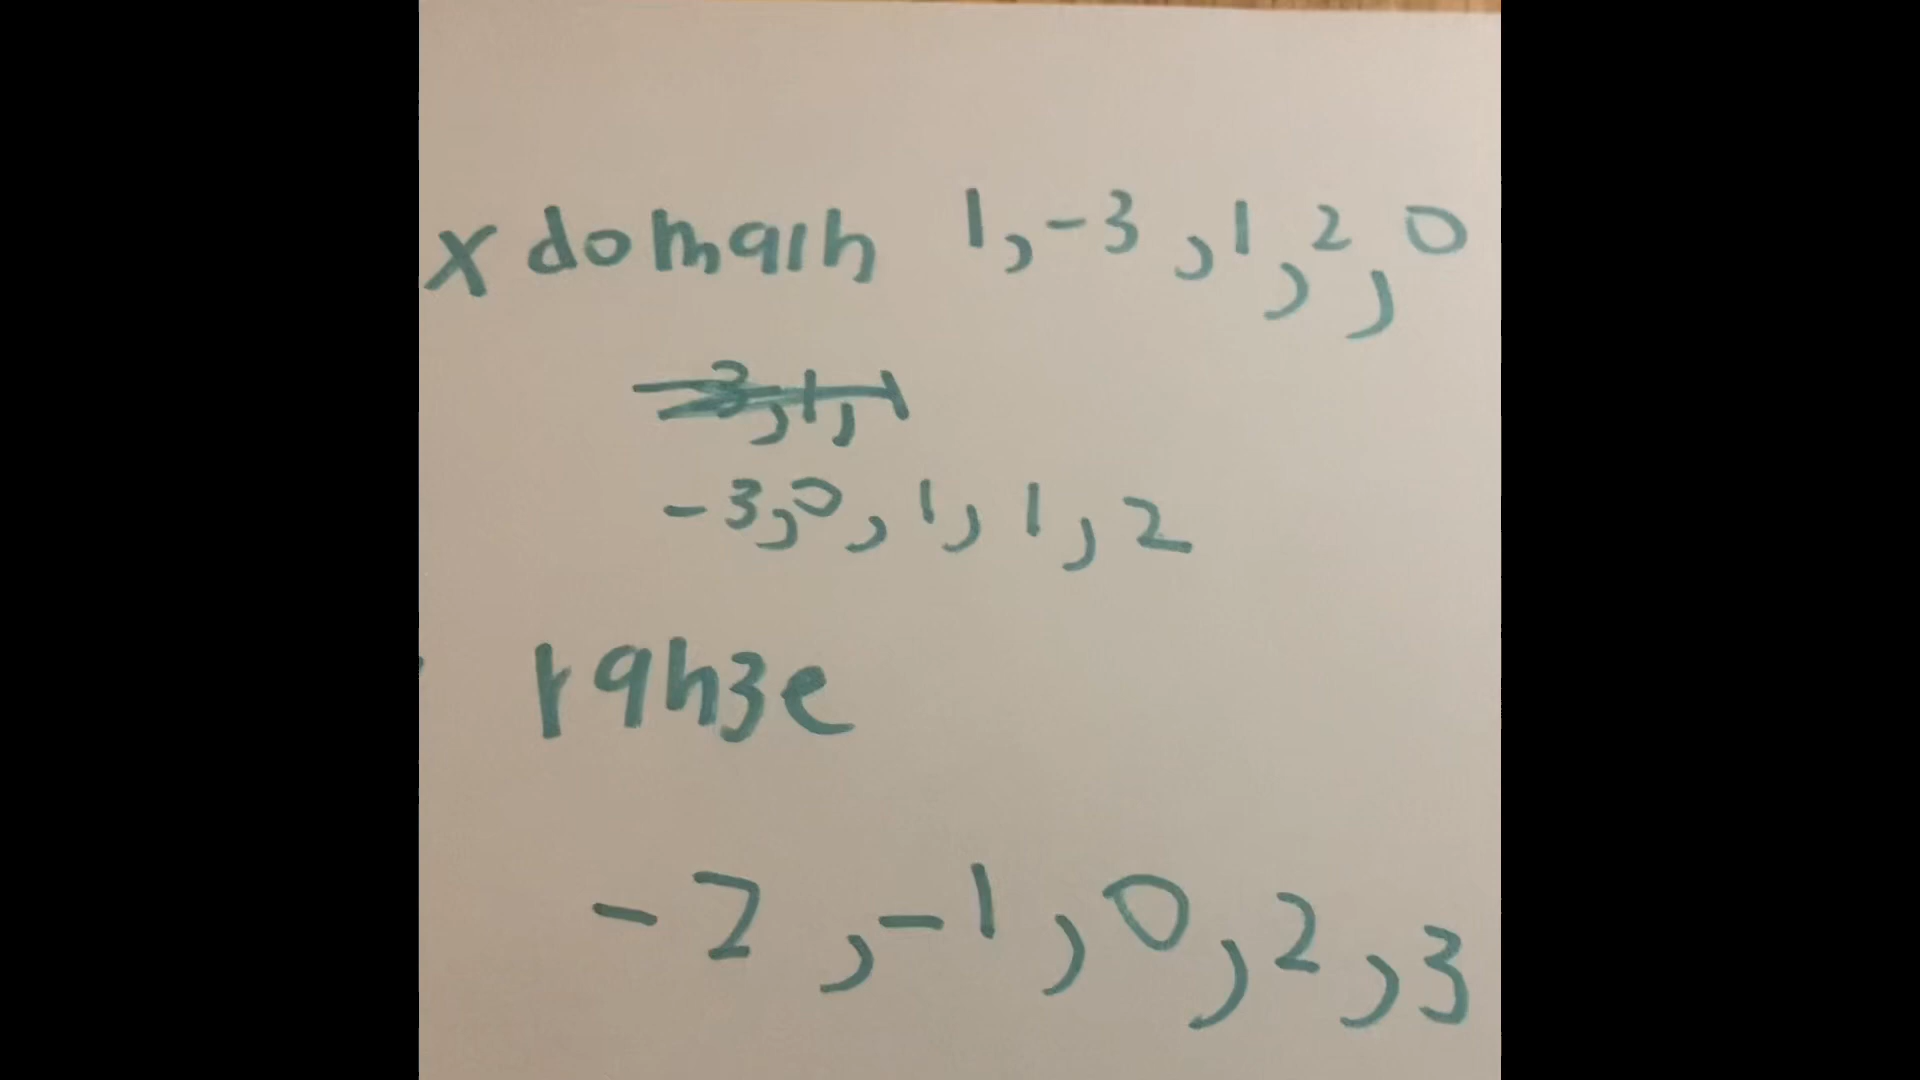 x domain 1,-3,1,2,0
-3,0,1,1,2
range
-2,-1,0,2,3